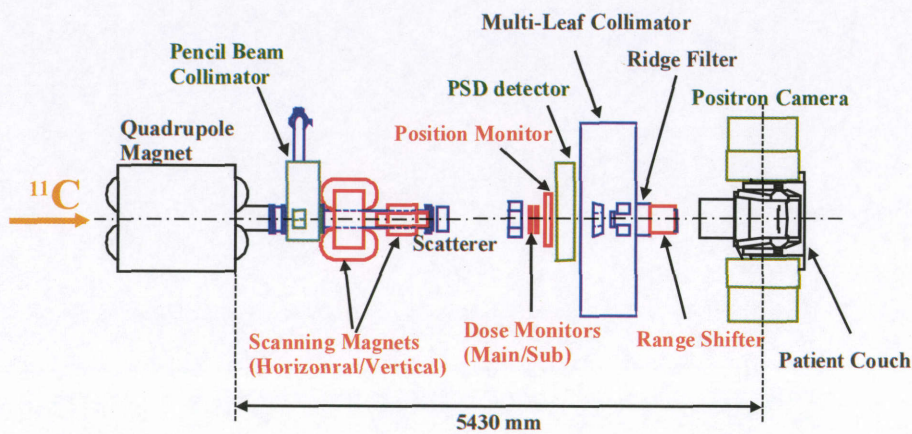 Multi-Leaf Collimator
Pencil Beam
Collimator
Ridge Filter
PSD detector
Positron Camera
Quadrupole
Magnet
Position Monitor
¹¹C
Scatterer
Scanning Magnets
(Horizonral/Vertical)
Dose Monitors
(Main/Sub)
Range Shifter
Patient Couch
5430 mm